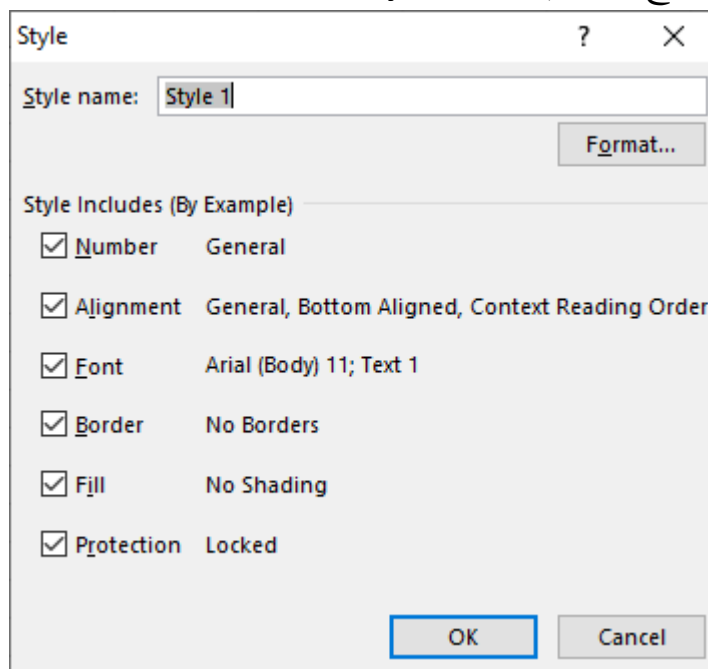 Style
Style name: Style 1
Format...
Style Includes (By Example)
Number General
Alignment General, Bottom Aligned, Context Reading Order
Font Arial (Body) 11; Text 1
Border No Borders
Fill No Shading
Protection Locked
OK Cancel